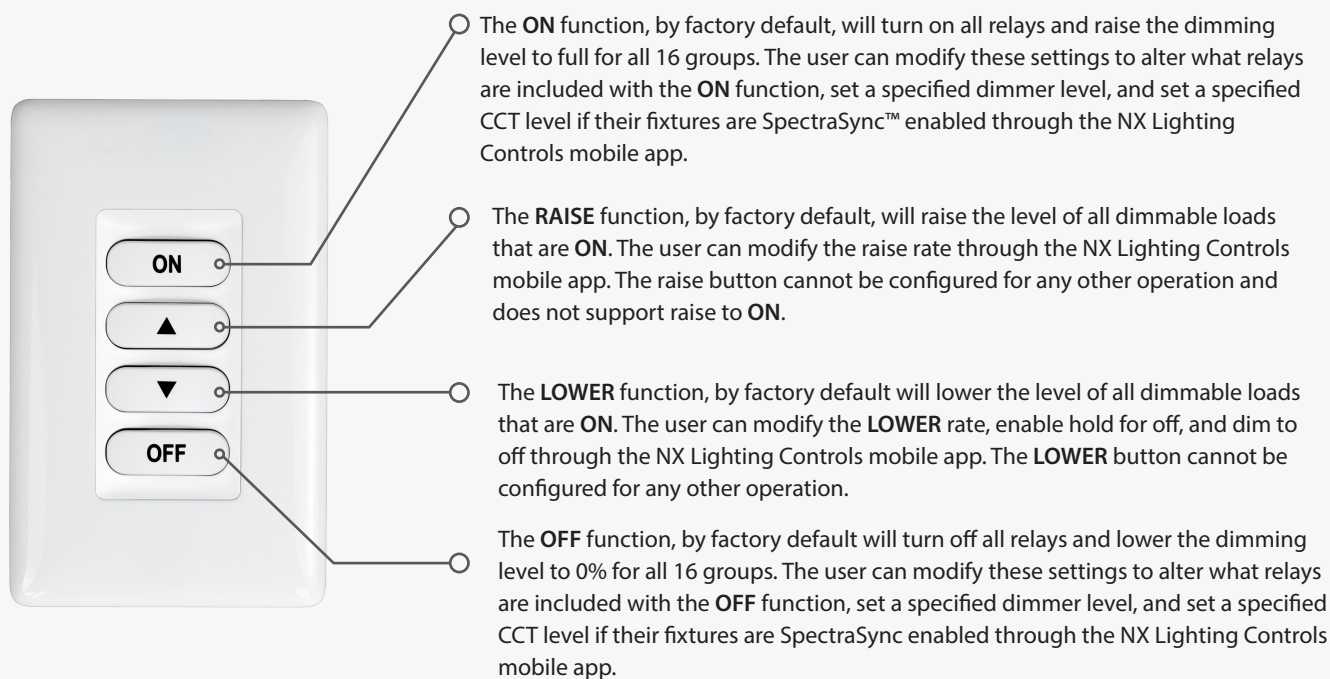 The ON function, by factory default, will turn on all relays and raise the dimming
level to full for all 16 groups. The user can modify these settings to alter what relays
are included with the ON function, set a specified dimmer level, and set a specified
CCT level if their fixtures are SpectraSync™ enabled through the NX Lighting
Controls mobile app.
The RAISE function, by factory default, will raise the level of all dimmable loads
that are ON. The user can modify the raise rate through the NX Lighting Controls
mobile app. The raise button cannot be configured for any other operation and
does not support raise to ON.
The LOWER function, by factory default will lower the level of all dimmable loads
that are ON. The user can modify the LOWER rate, enable hold for off, and dim to
off through the NX Lighting Controls mobile app. The LOWER button cannot be
configured for any other operation.
The OFF function, by factory default will turn off all relays and lower the dimming
level to 0% for all 16 groups. The user can modify these settings to alter what relays
are included with the OFF function, set a specified dimmer level, and set a specified
CCT level if their fixtures are SpectraSync enabled through the NX Lighting Controls
mobile app.
ON
▲
▼
OFF